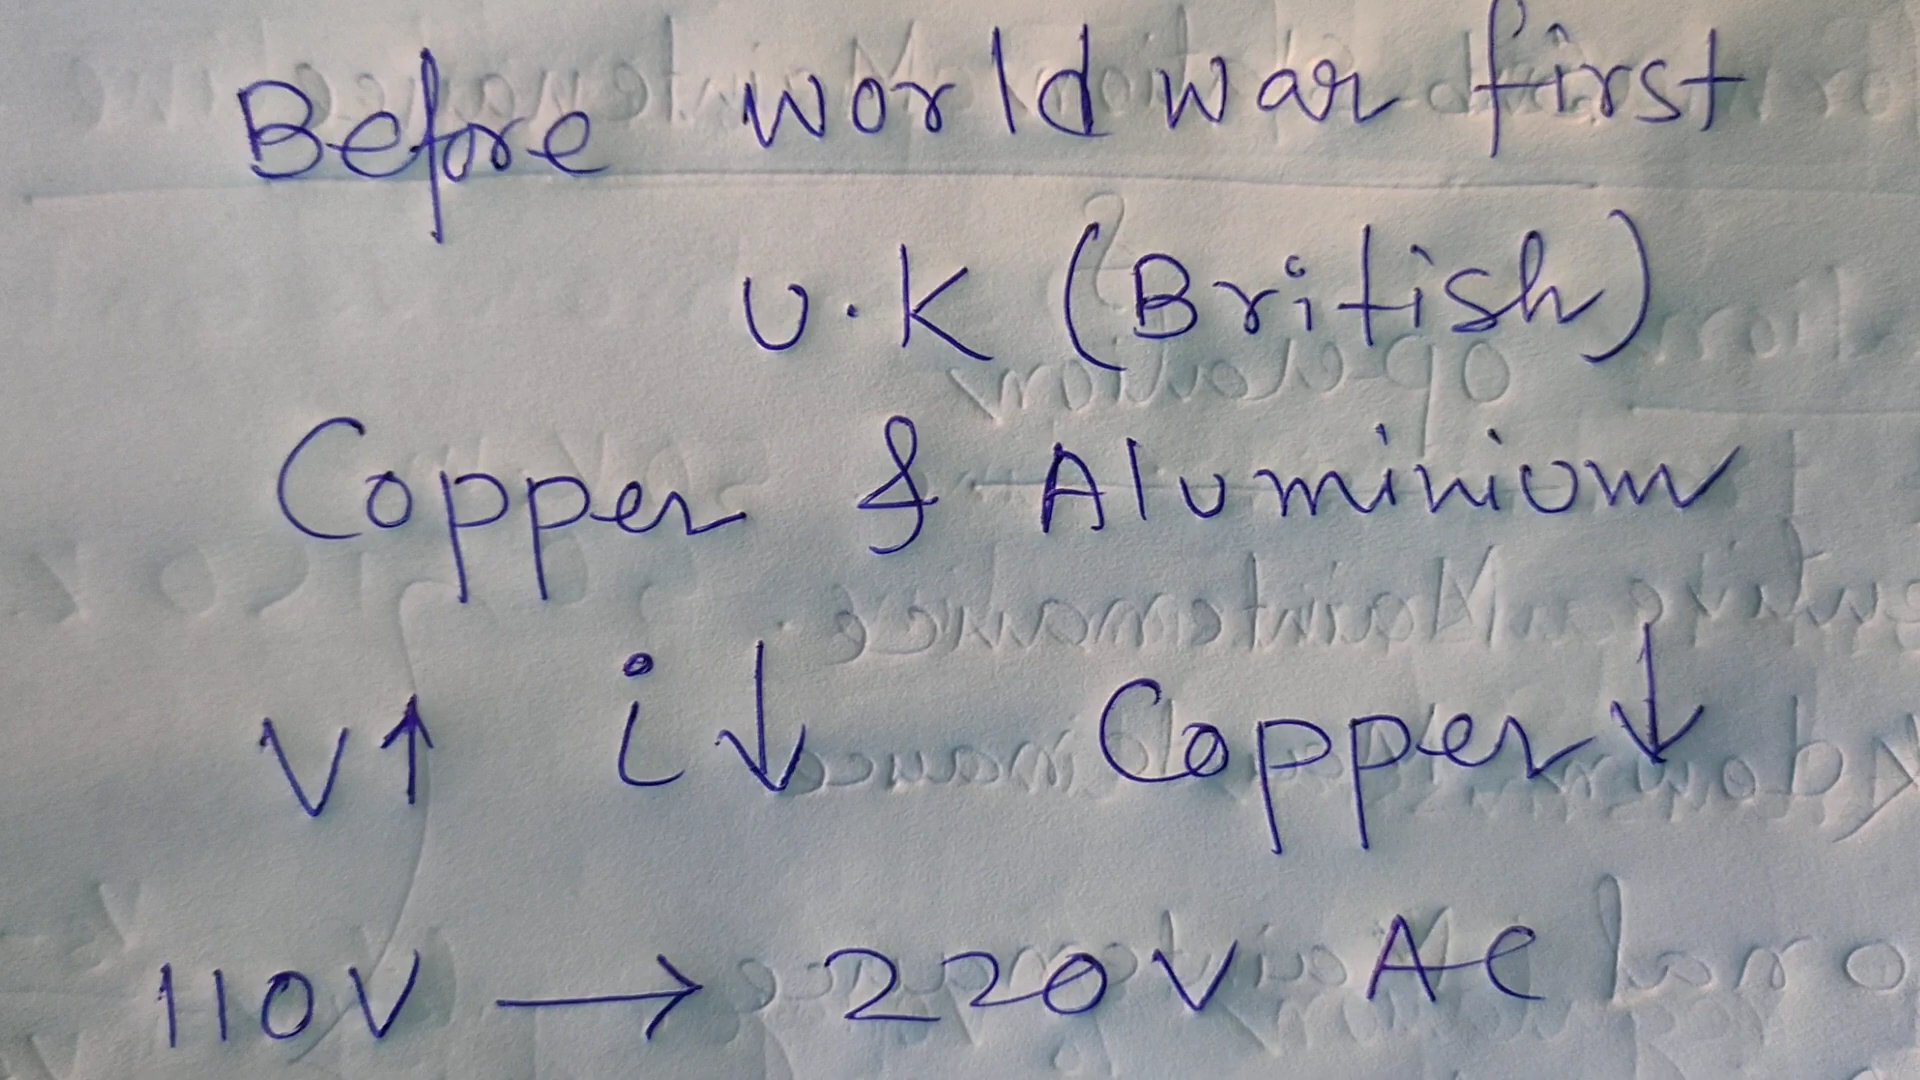 Before world war first
U.K (British)
Copper & Aluminium
V↑ i↓ Copper↓
110V → 220V AC